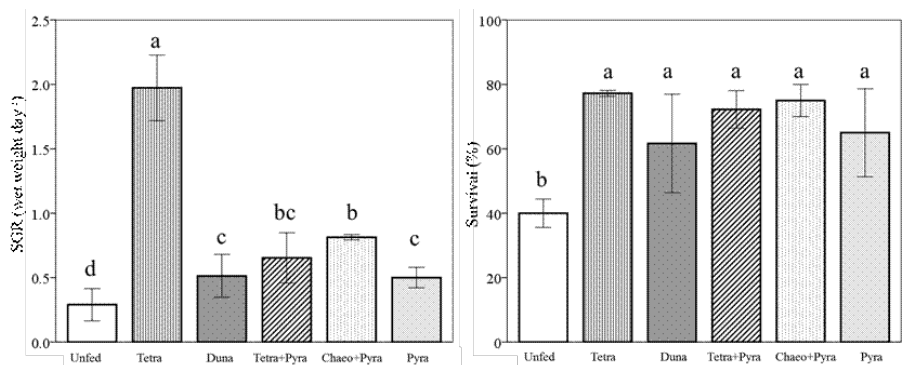 2.5
2.0
1.5
1.0
0.5
0.0
SGR (wet weight day⁻¹)
a
d
c
bc
b
c
Unfed
Tetra
Duna
Tetra+Pyra
Chaeo+Pyra
Pyra
100
80
60
40
20
0
Survival (%)
b
a
a
a
a
a
Unfed
Tetra
Duna
Tetra+Pyra
Chaeo+Pyra
Pyra